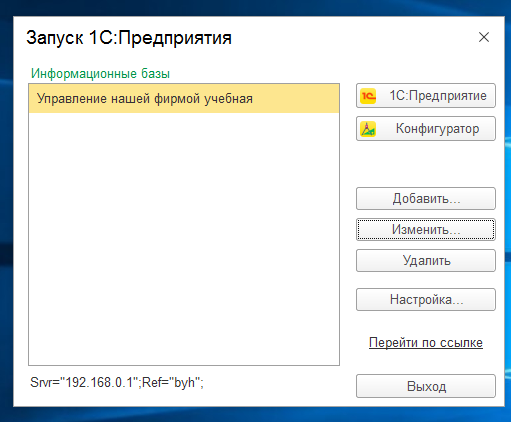 Запуск 1С:Предприятия
Информационные базы
Управление нашей фирмой учебная
1С:Предприятие
Конфигуратор
Добавить...
Изменить...
Удалить
Настройка...
Перейти по ссылке
Srvr="192.168.0.1";Ref="byh";
Выход